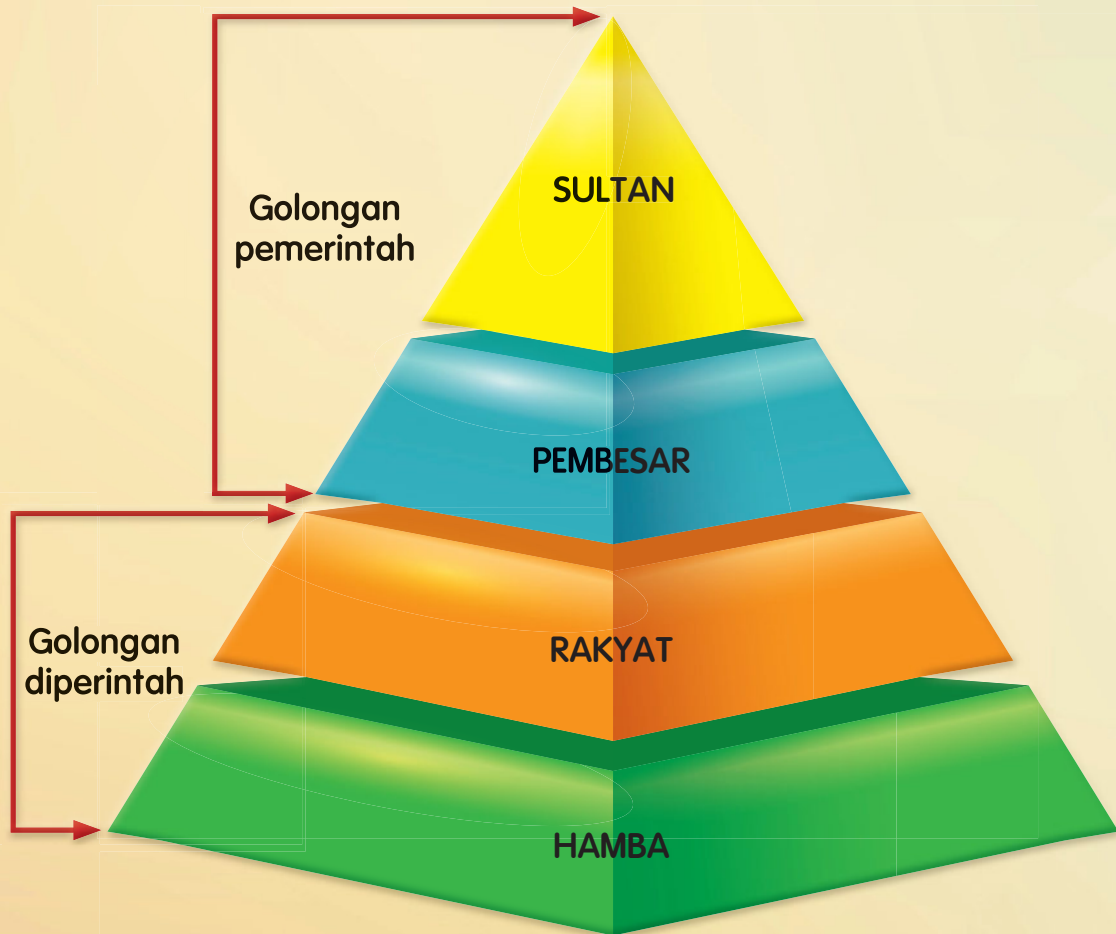 SULTAN
Golongan
pemerintah
PEMBESAR
Golongan
diperintah
RAKYAT
HAMBA